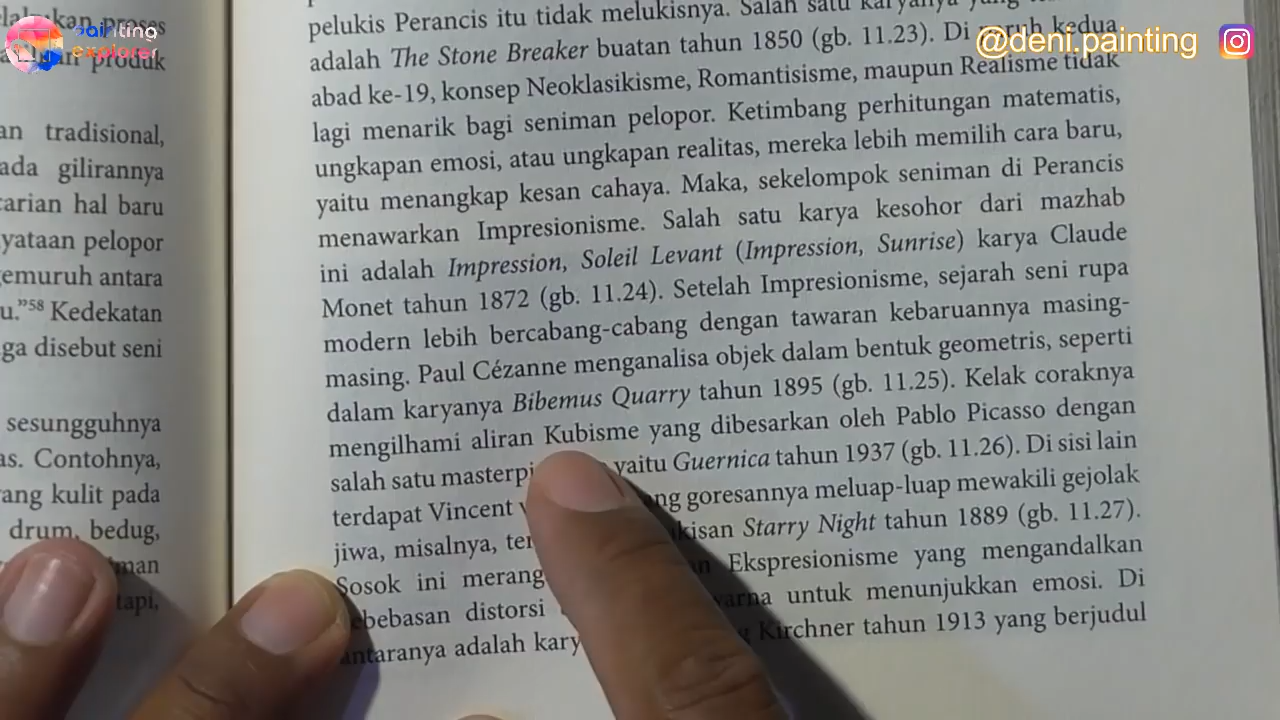 painting
explorer
@deni.painting
elakukan proses
produk
an tradisional,
ada gilirannya
carian hal baru
yataan pelopor
gemuruh antara
u."58 Kedekatan
ga disebut seni
sesungguhnya
as. Contohnya,
ang kulit pada
drum, bedug,
man
tapi,
pelukis Perancis itu tidak melukisnya. Salah satu karyanya
adalah The Stone Breaker buatan tahun 1850 (gb. 11.23). Di paruh kedua
abad ke-19, konsep Neoklasikisme, Romantisisme, maupun Realisme tidak
lagi menarik bagi seniman pelopor. Ketimbang perhitungan matematis,
ungkapan emosi, atau ungkapan realitas, mereka lebih memilih cara baru,
yaitu menangkap kesan cahaya. Maka, sekelompok seniman di Perancis
menawarkan Impresionisme. Salah satu karya kesohor dari mazhab
ini adalah Impression, Soleil Levant (Impression, Sunrise) karya Claude
Monet tahun 1872 (gb. 11.24). Setelah Impresionisme, sejarah seni rupa
modern lebih bercabang-cabang dengan tawaran kebaruannya masing-
masing. Paul Cézanne menganalisa objek dalam bentuk geometris, seperti
dalam karyanya Bibemus Quarry tahun 1895 (gb. 11.25). Kelak coraknya
mengilhami aliran Kubisme yang dibesarkan oleh Pablo Picasso dengan
salah satu masterpi yaitu Guernica tahun 1937 (gb. 11.26). Di sisi lain
terdapat Vincent v ng goresannya meluap-luap mewakili gejolak
jiwa, misalnya, ter kisan Starry Night tahun 1889 (gb. 11.27).
Sosok ini merang n Ekspresionisme yang mengandalkan
kebebasan distorsi warna untuk menunjukkan emosi. Di
antaranya adalah kary Kirchner tahun 1913 yang berjudul